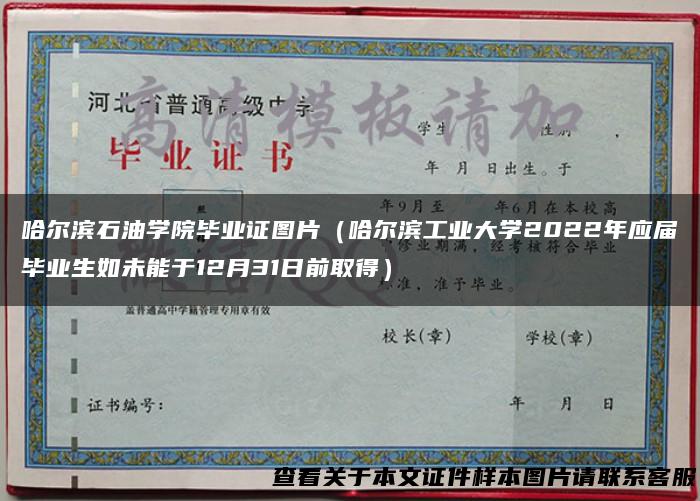 高清模板请加
河北省普通高级中学
毕业证书
学生 性别 ,
年 月 日出生。于
年9月至 年6月在本校高
修业期满,经考核符合
标准,准予毕业。
哈尔滨石油学院毕业证图片(哈尔滨工业大学2022年应届
毕业生如未能于12月31日前取得)
盖普通高中学籍管理专用章有效
校长(章) 学校(章)
证书编号: 年 月 日
查看关于本文证件样本图片请联系客服